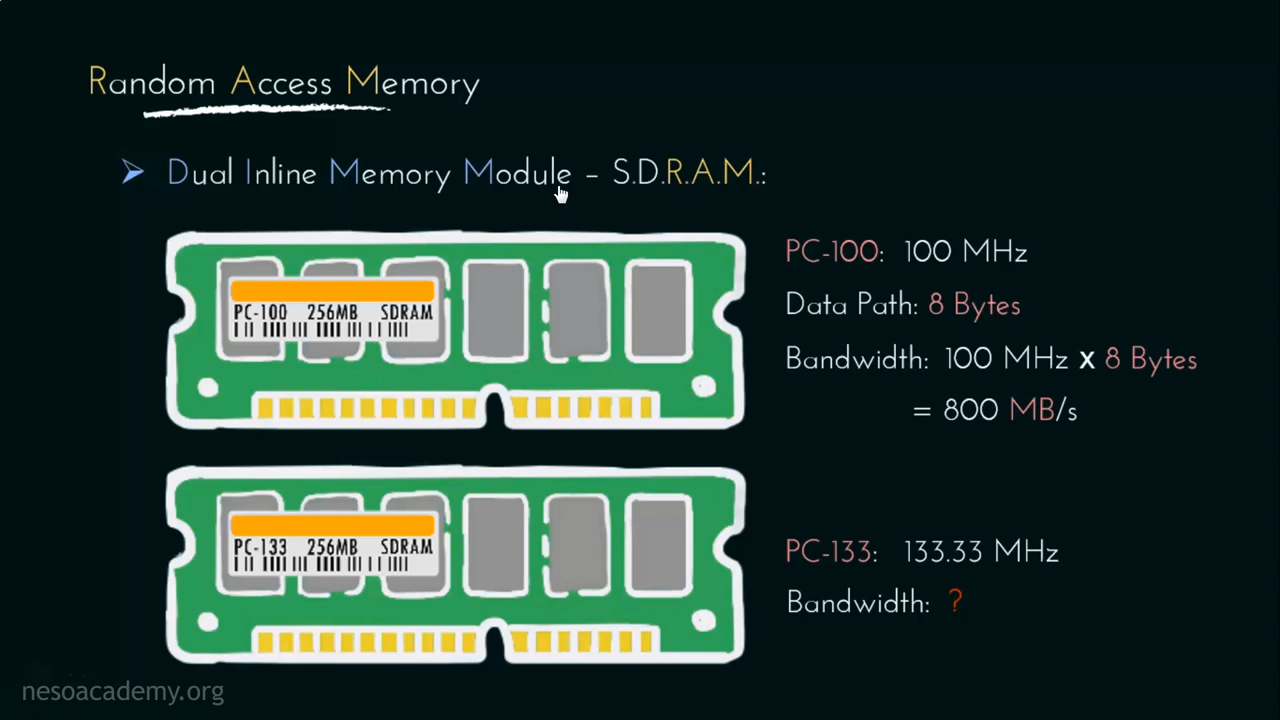 Random Access Memory
➢ Dual Inline Memory Module – S.D.R.A.M.:
PC-100 256MB SDRAM
PC-100: 100 MHz
Data Path: 8 Bytes
Bandwidth: 100 MHz x 8 Bytes
= 800 MB/s
PC-133 256MB SDRAM
PC-133: 133.33 MHz
Bandwidth: ?
nesoacademy.org